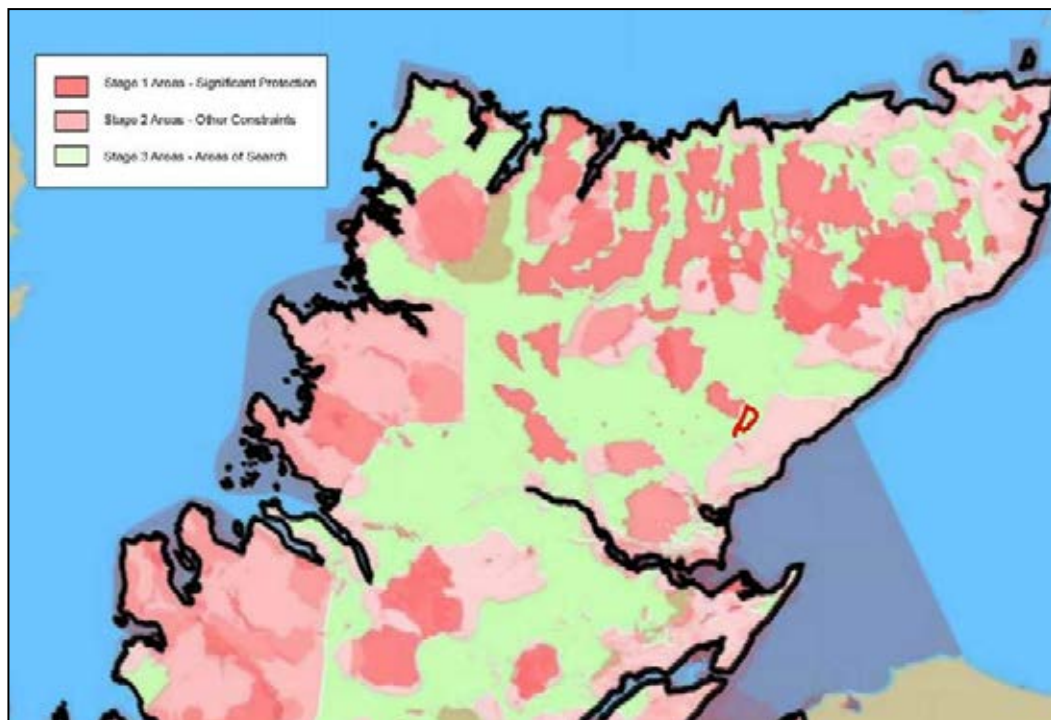 Stage 1 Areas - Significant Protection
Stage 2 Areas - Other Constraints
Stage 3 Areas - Areas of Search